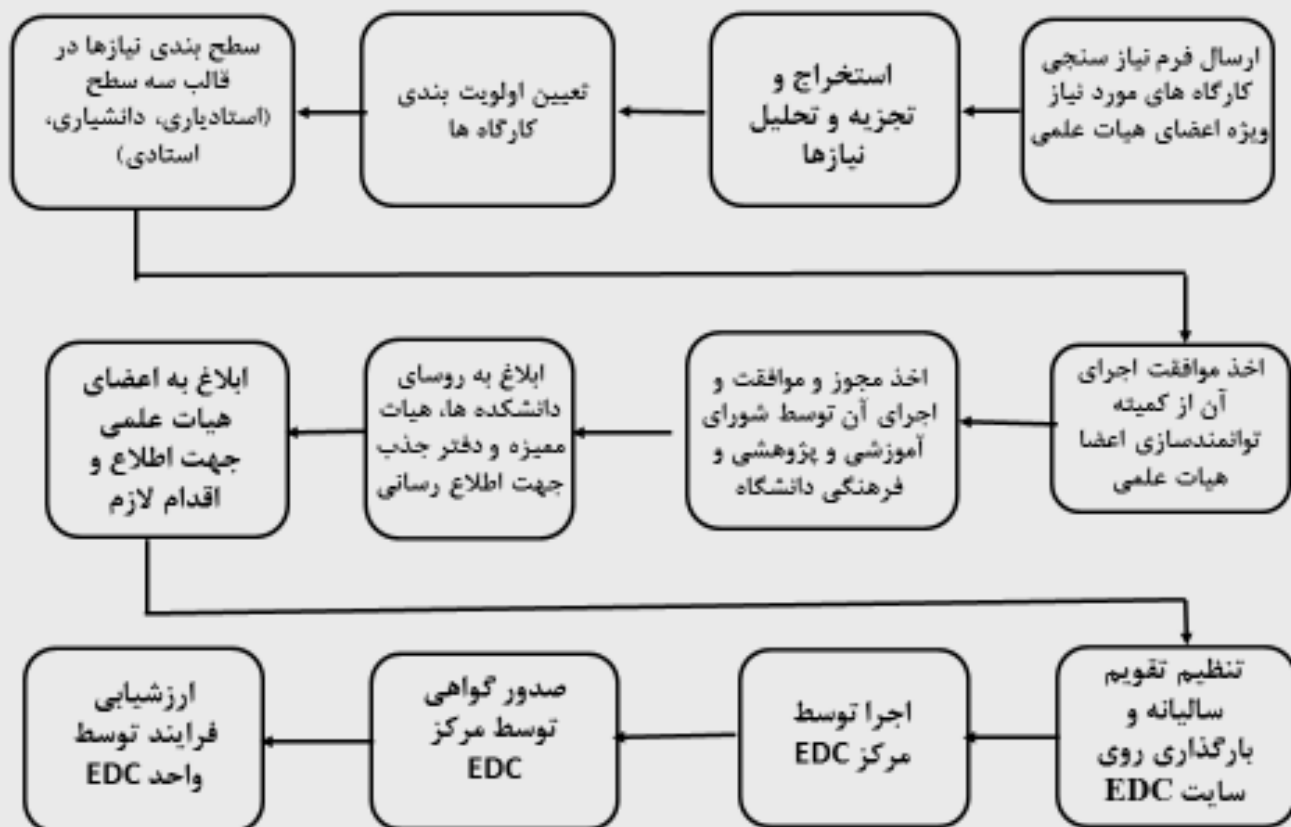 ارسال فرم نیاز سنجی
کارگاه های مورد نیاز
ویژه اعضای هیات علمی
استخراج و
تجزیه و تحلیل
نیازها
تعیین اولویت بندی
کارگاه ها
سطح بندی نیازها در
قالب سه سطح
(استادیاری، دانشیاری،
استادی)
اخذ موافقت اجرای
آن از کمیته
توانمندسازی اعضا
هیات علمی
اخذ مجوز و موافقت و
اجرای آن توسط شورای
آموزشی و پژوهشی و
فرهنگی دانشگاه
ابلاغ به روسای
دانشکده ها، هیات
ممیزه و دفتر جذب
جهت اطلاع رسانی
ابلاغ به اعضای
هیات علمی
جهت اطلاع و
اقدام لازم
تنظیم تقویم
سالیانه و
بارگذاری روی
سایت EDC
اجرا توسط
مرکز EDC
صدور گواهی
توسط مرکز
EDC
ارزشیابی
فرایند توسط
واحد EDC